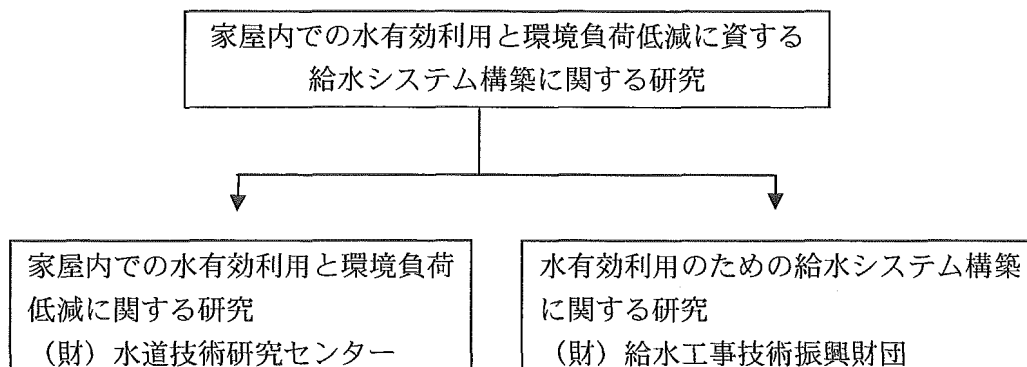 家屋内での水有効利用と環境負荷低減に資する
給水システム構築に関する研究
家屋内での水有効利用と環境負荷
低減に関する研究
（財）水道技術研究センター
水有効利用のための給水システム構築
に関する研究
（財）給水工事技術振興財団